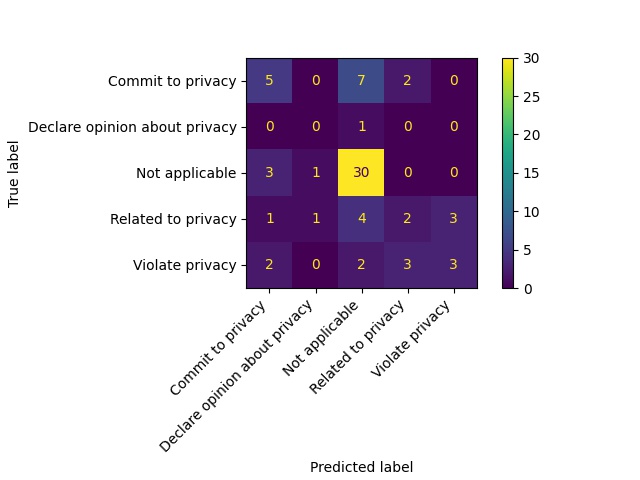 Commit to privacy 5 0 7 2 0
Declare opinion about privacy 0 0 1 0 0
Not applicable 3 1 30 0 0
Related to privacy 1 1 4 2 3
Violate privacy 2 0 2 3 3
True label
Commit to privacy
Declare opinion about privacy
Not applicable
Related to privacy
Violate privacy
Predicted label
30
25
20
15
10
5
0